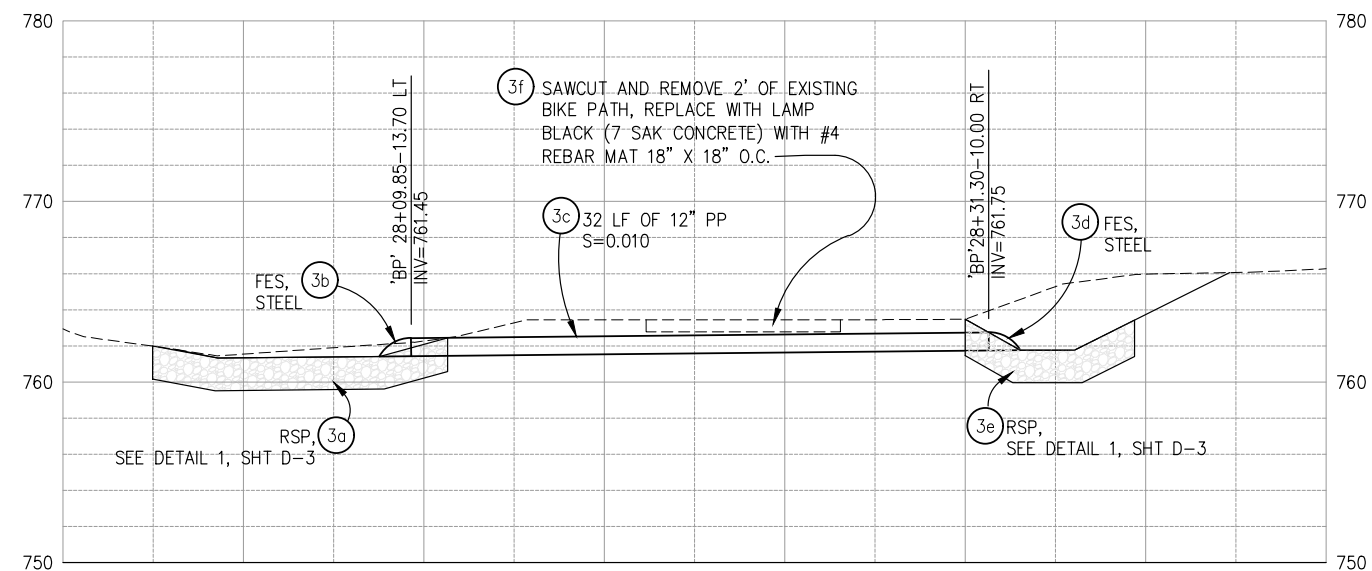 780
780
'BP' 28+09.85-13.70 LT
INV=761.45
3f
SAWCUT AND REMOVE 2' OF EXISTING
BIKE PATH, REPLACE WITH LAMP
BLACK (7 SAK CONCRETE) WITH #4
REBAR MAT 18" X 18" O.C.
'BP'28+31.30-10.00 RT
INV=761.75
770
770
3c
32 LF OF 12" PP
S=0.010
3d
FES,
STEEL
FES,
STEEL
3b
760
760
RSP,
3a
SEE DETAIL 1, SHT D-3
3e
RSP,
SEE DETAIL 1, SHT D-3
750
750